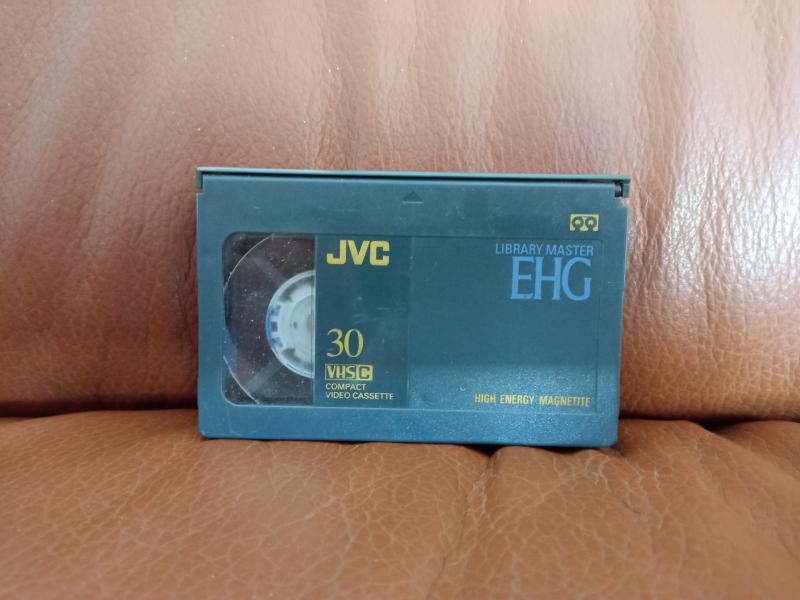 JVC
30
VHS C
COMPACT
VIDEO CASSETTE
LIBRARY MASTER
EHG
HIGH ENERGY MAGNETITE